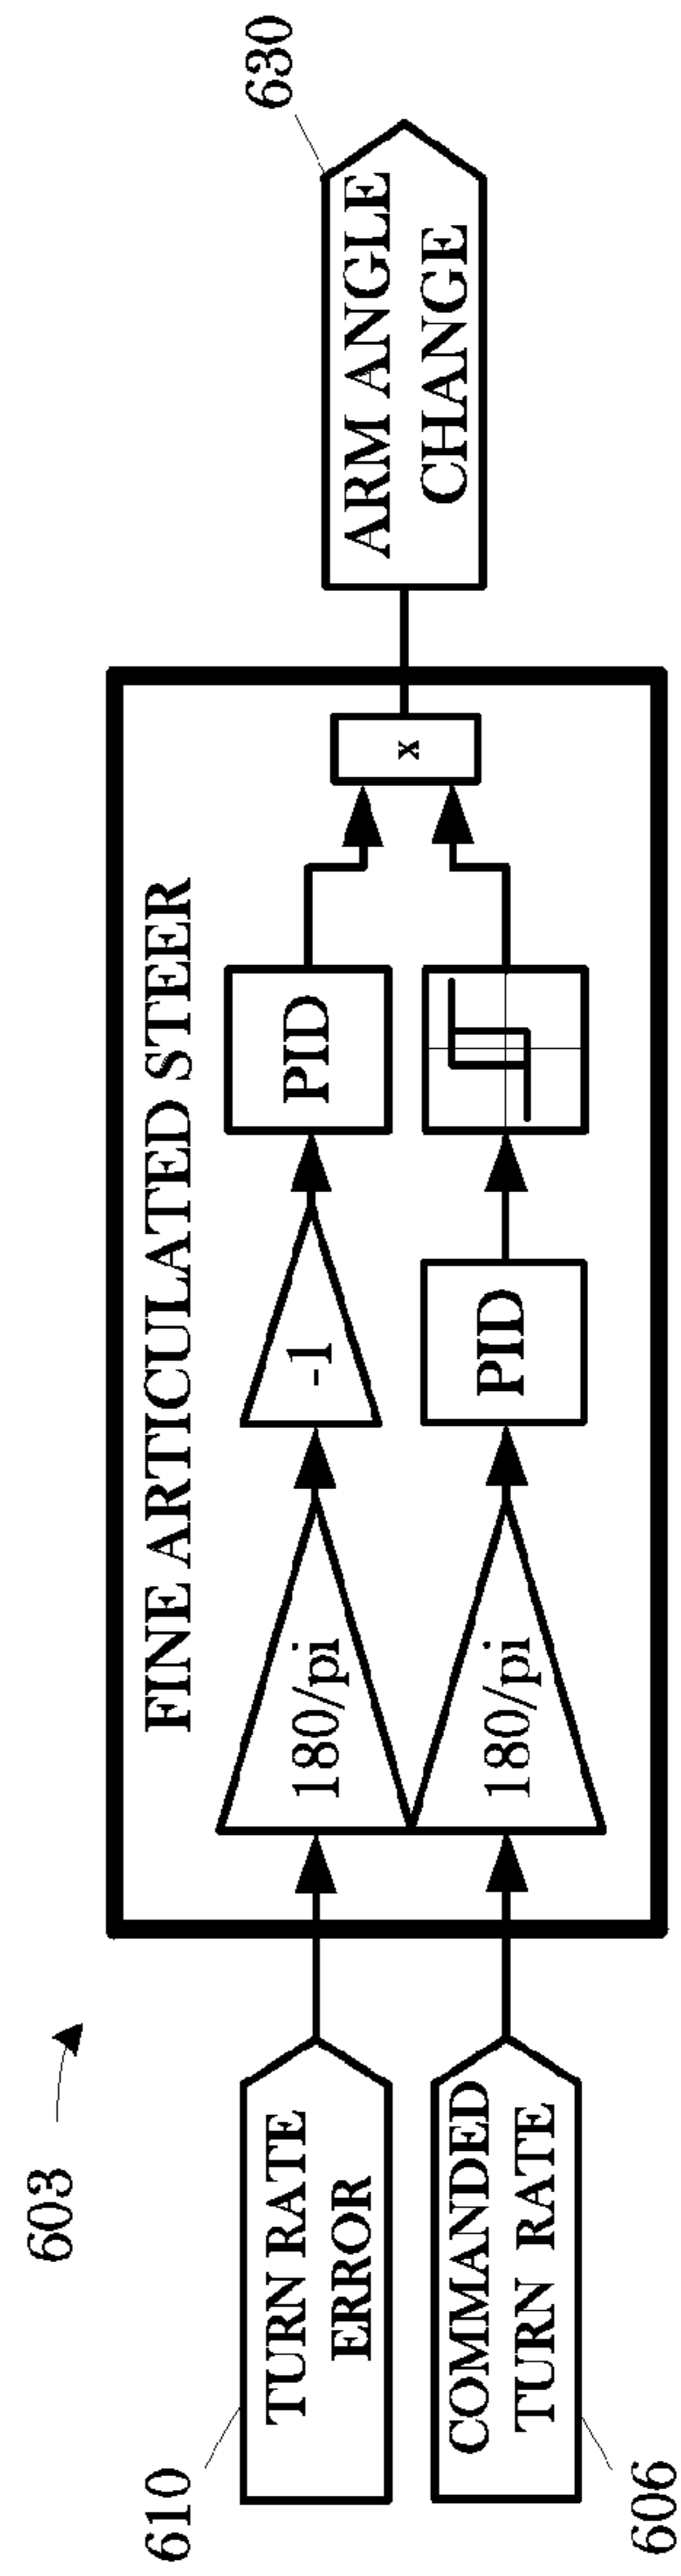 603
FINE ARTICULATED STEER
610
TURN RATE
ERROR
180/pi
-1
PID
606
COMMANDED
TURN RATE
180/pi
PID
x
630
ARM ANGLE
CHANGE